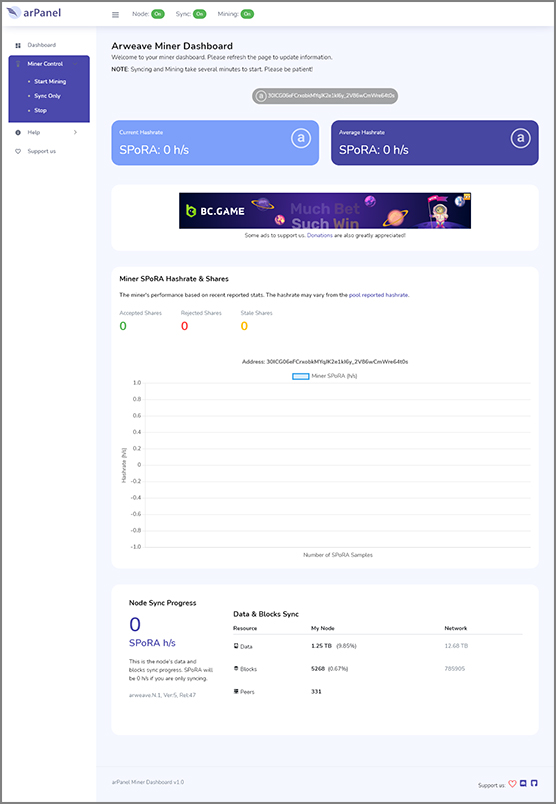 arPanel
Node: On Sync: On Mining: On
Dashboard
Miner Control
Start Mining
Sync Only
Stop
Help
Support us
Arweave Miner Dashboard
Welcome to your miner dashboard. Please refresh the page to update information.
NOTE: Syncing and Mining take several minutes to start. Please be patient!
Current Hashrate
SPoRA: 0 h/s
a
Average Hashrate
SPoRA: 0 h/s
a
BC.GAME
Much Bet
Such Win
Some ads to support us. Donations are also greatly appreciated!
Miner SPoRA Hashrate & Shares
The miner's performance based on recent reported stats. The hashrate may vary from the pool reported hashrate.
Accepted Shares Rejected Shares Stale Shares
0 0 0
Address:
Miner SPoRA (h/s)
1.0
0.8
0.6
0.4
0.2
0
-0.2
-0.4
-0.6
-0.8
-1.0
Hashrate (h/s)
Number of SPoRA Samples
Node Sync Progress
0
SPoRA h/s
This is the node's data and
blocks sync progress. SPoRA will
be 0 h/s if you are only syncing.
arweave.N.1, Ver:5, Rel:47
Data & Blocks Sync
Resource My Node Network
Data 1.25 TB (9.85%) 12.68 TB
Blocks 5268 (0.67%) 785905
Peers 331
arPanel Miner Dashboard v1.0
Support us